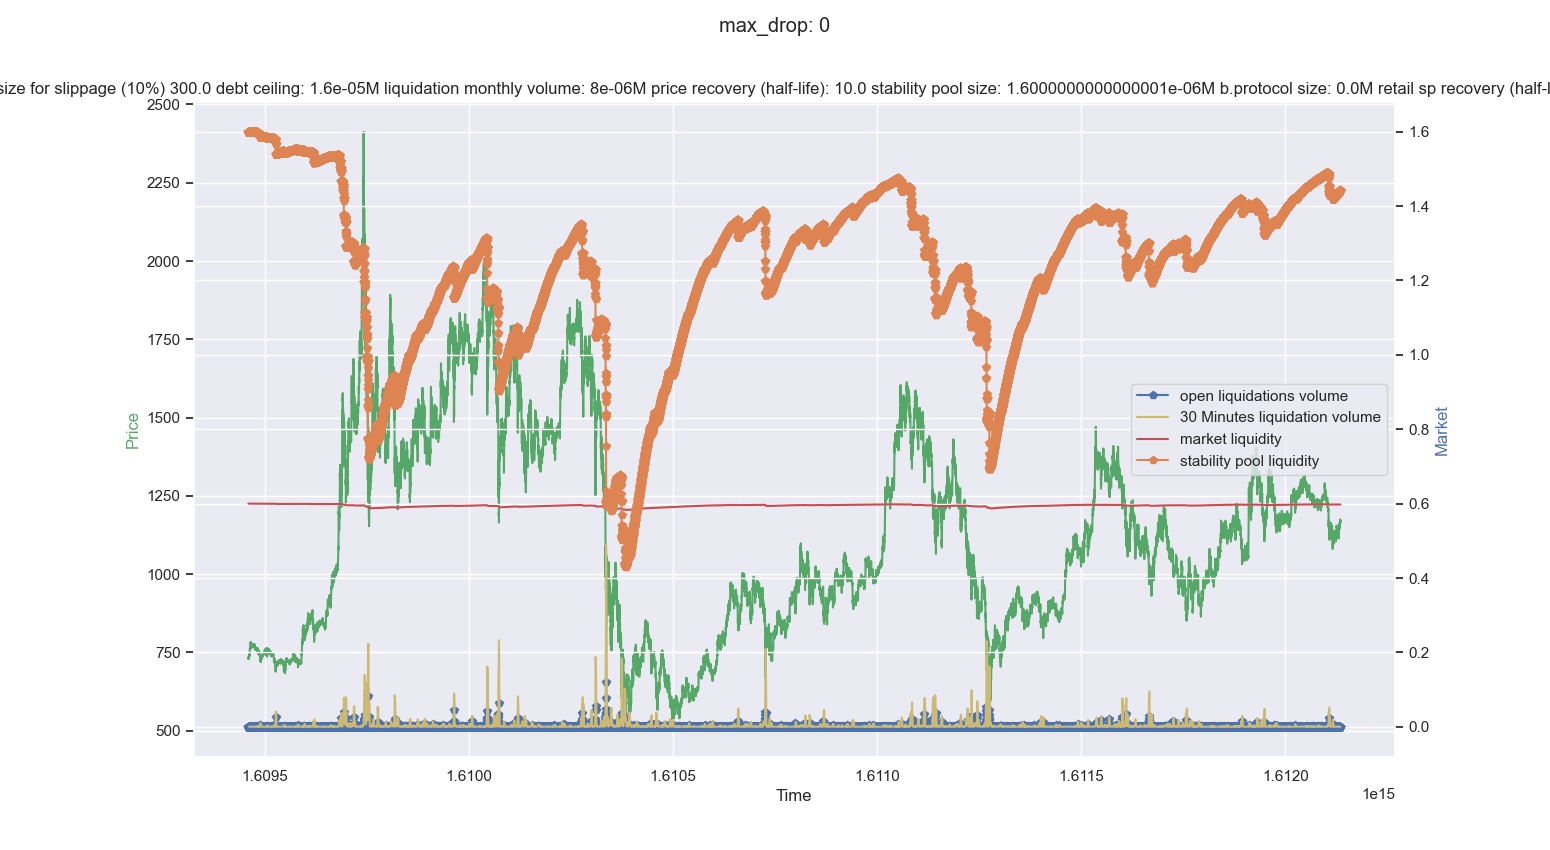 max_drop: 0
size for slippage (10%) 300.0 debt ceiling: 1.6e-05M liquidation monthly volume: 8e-06M price recovery (half-life): 10.0 stability pool size: 1.6000000000000001e-06M b.protocol size: 0.0M retail sp recovery (half-l
2500
2250
2000
1750
1500
1250
1000
750
500
Price
1.6
1.4
1.2
1.0
0.8
0.6
0.4
0.2
0.0
Market
open liquidations volume
30 Minutes liquidation volume
market liquidity
stability pool liquidity
1.6095 1.6100 1.6105 1.6110 1.6115 1.6120
Time
1e15